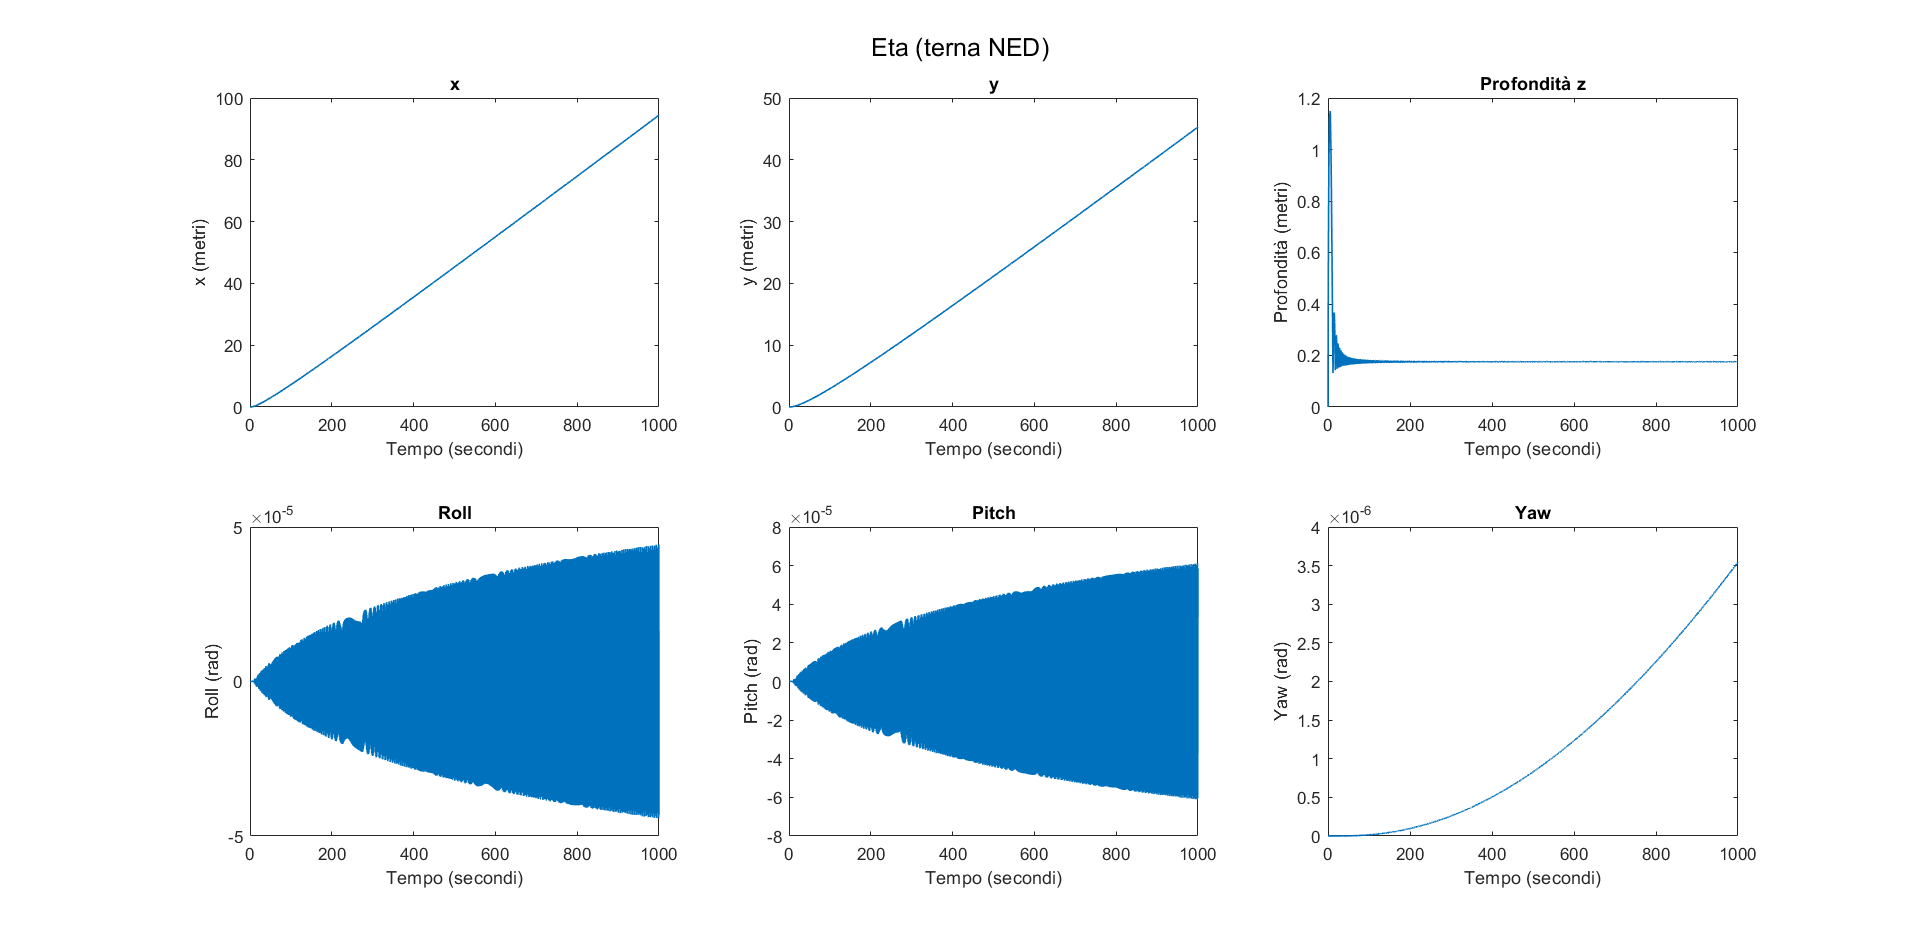 Eta (terna NED)
x
100
80
60
40
20
0
x (metri)
0 200 400 600 800 1000
Tempo (secondi)
y
50
40
30
20
10
0
y (metri)
0 200 400 600 800 1000
Tempo (secondi)
Profondità z
1.2
1
0.8
0.6
0.4
0.2
0
Profondità (metri)
0 200 400 600 800 1000
Tempo (secondi)
Roll
×10⁻⁵
5
0
-5
Roll (rad)
0 200 400 600 800 1000
Tempo (secondi)
Pitch
×10⁻⁵
8
6
4
2
0
-2
-4
-6
-8
Pitch (rad)
0 200 400 600 800 1000
Tempo (secondi)
Yaw
×10⁻⁶
4
3.5
3
2.5
2
1.5
1
0.5
0
Yaw (rad)
0 200 400 600 800 1000
Tempo (secondi)